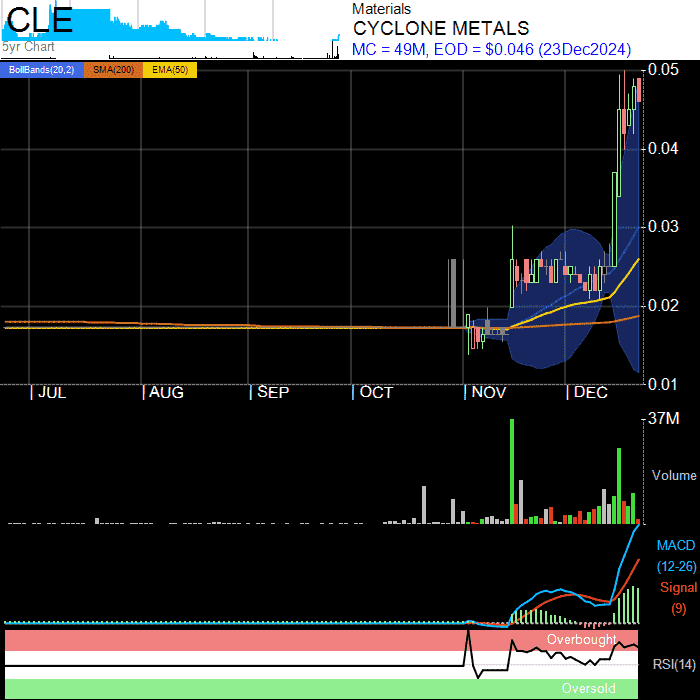 CLE
5yr Chart
Materials
CYCLONE METALS
MC = 49M, EOD = $0.046 (23Dec2024)
BollBands(20,2) SMA(200) EMA(50)
0.05
0.04
0.03
0.02
0.01
JUL AUG SEP OCT NOV DEC
37M
Volume
MACD
(12-26)
Signal
(9)
Overbought
RSI(14)
Oversold